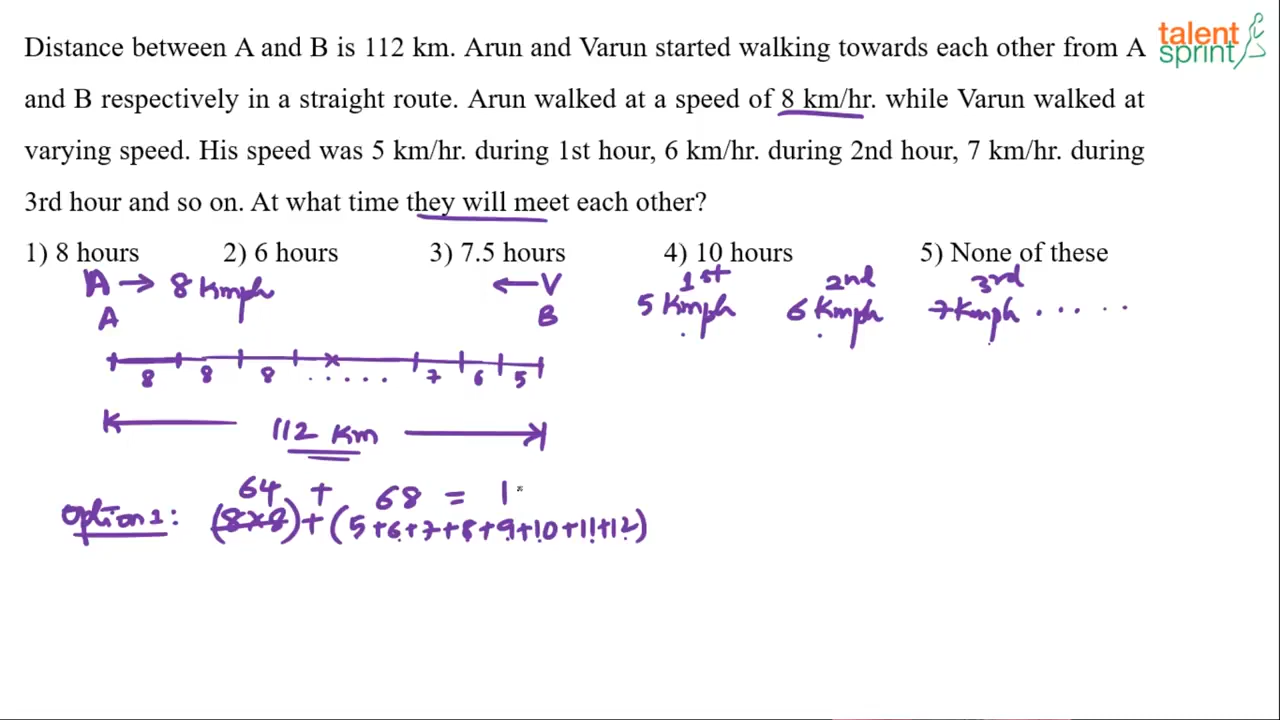 talent
sprint
Distance between A and B is 112 km. Arun and Varun started walking towards each other from A
and B respectively in a straight route. Arun walked at a speed of 8 km/hr. while Varun walked at
varying speed. His speed was 5 km/hr. during 1st hour, 6 km/hr. during 2nd hour, 7 km/hr. during
3rd hour and so on. At what time they will meet each other?
1) 8 hours 2) 6 hours 3) 7.5 hours 4) 10 hours 5) None of these
A → 8 Kmph ← V 1st 2nd 3rd
A B 5 Kmph 6 Kmph 7 Kmph . . . . .
8 8 8 . . . . . 7 6 5
112 Km
64 + 68 = 1
Option 1: (8×8) + (5+6+7+8+9+10+11+12)